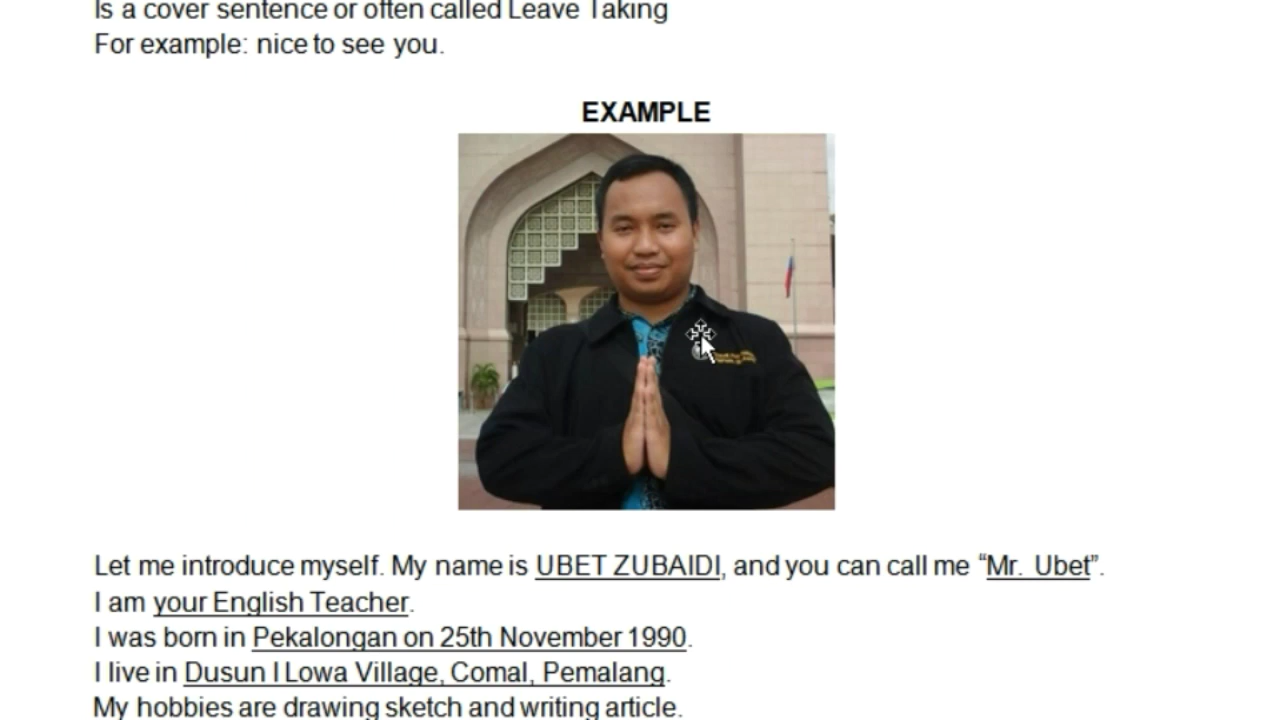 Is a cover sentence or often called Leave Taking
For example: nice to see you.
EXAMPLE
Let me introduce myself. My name is UBET ZUBAIDI, and you can call me “Mr. Ubet”.
I am your English Teacher.
I was born in Pekalongan on 25th November 1990.
I live in Dusun I Lowa Village, Comal, Pemalang.
My hobbies are drawing sketch and writing article.